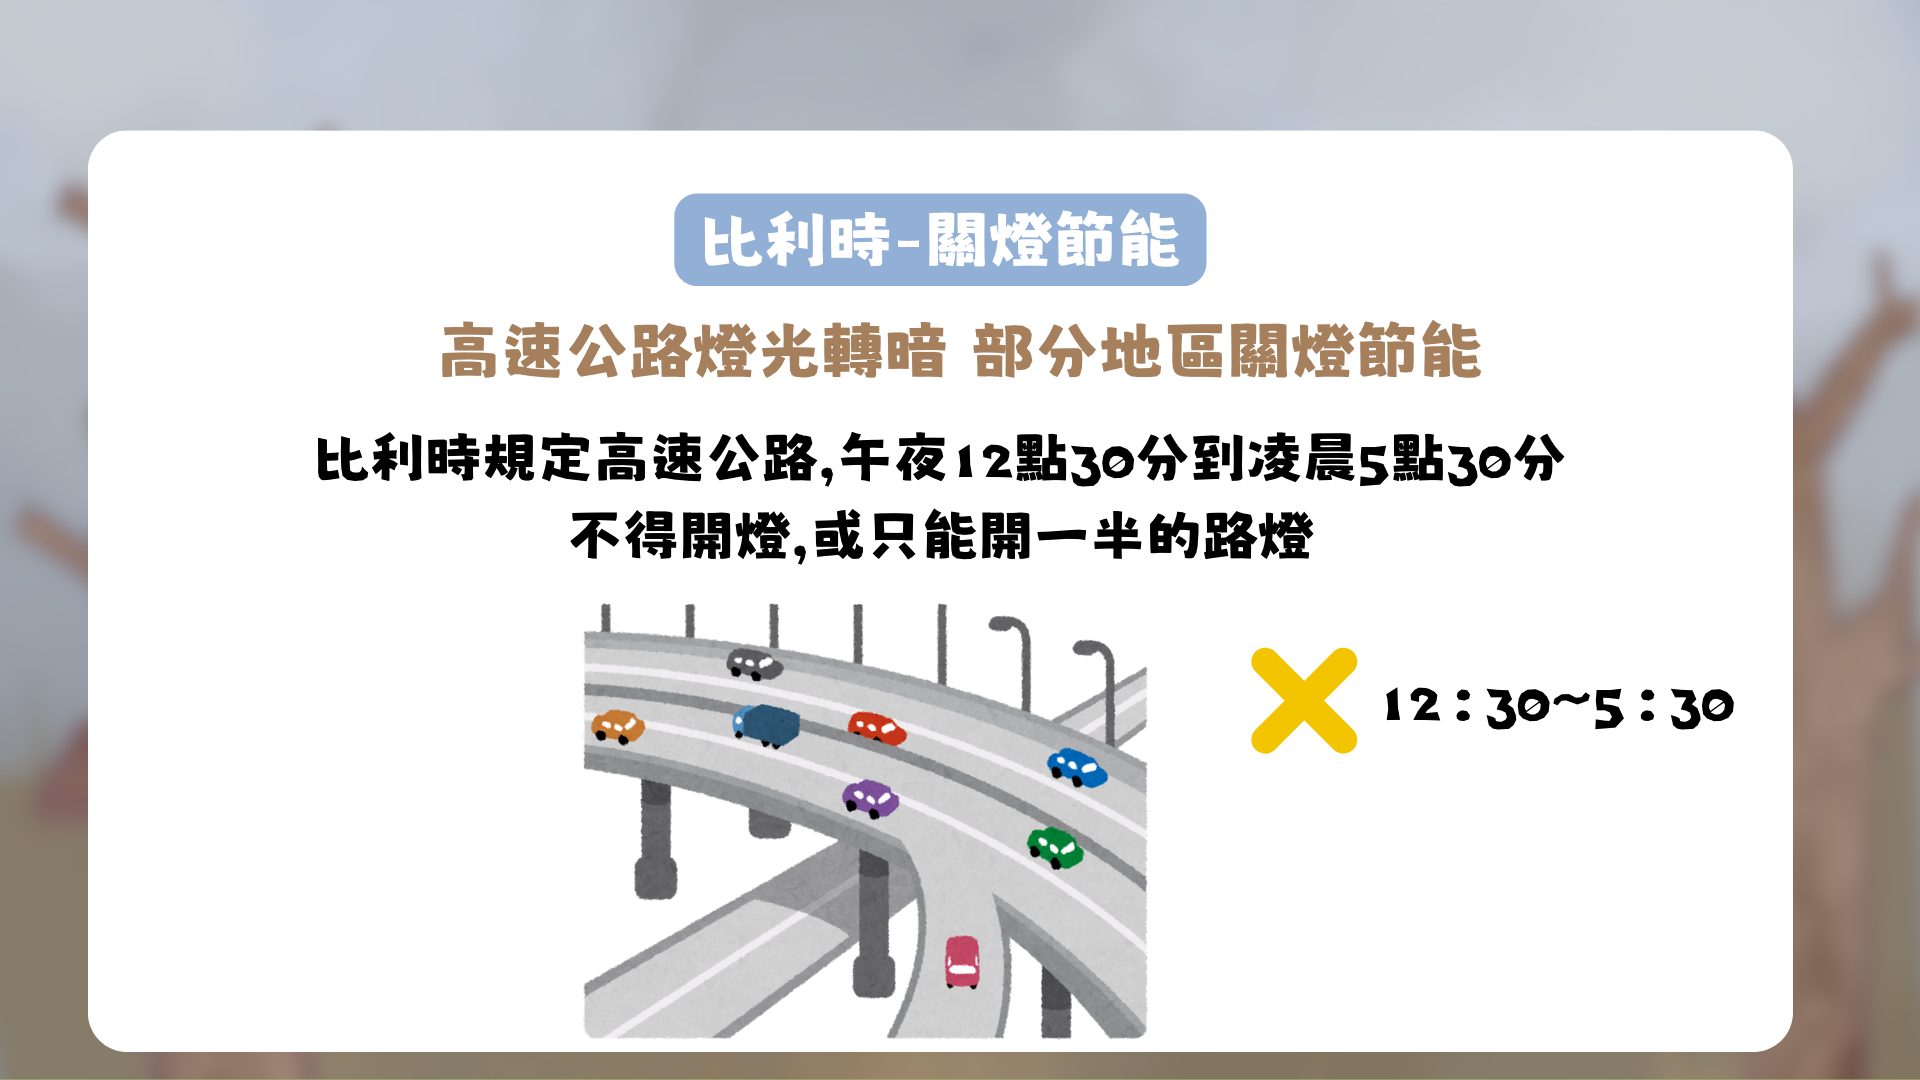 比利時-關燈節能
高速公路燈光轉暗 部分地區關燈節能
比利時規定高速公路,午夜12點30分到凌晨5點30分
不得開燈,或只能開一半的路燈
12：30~5：30